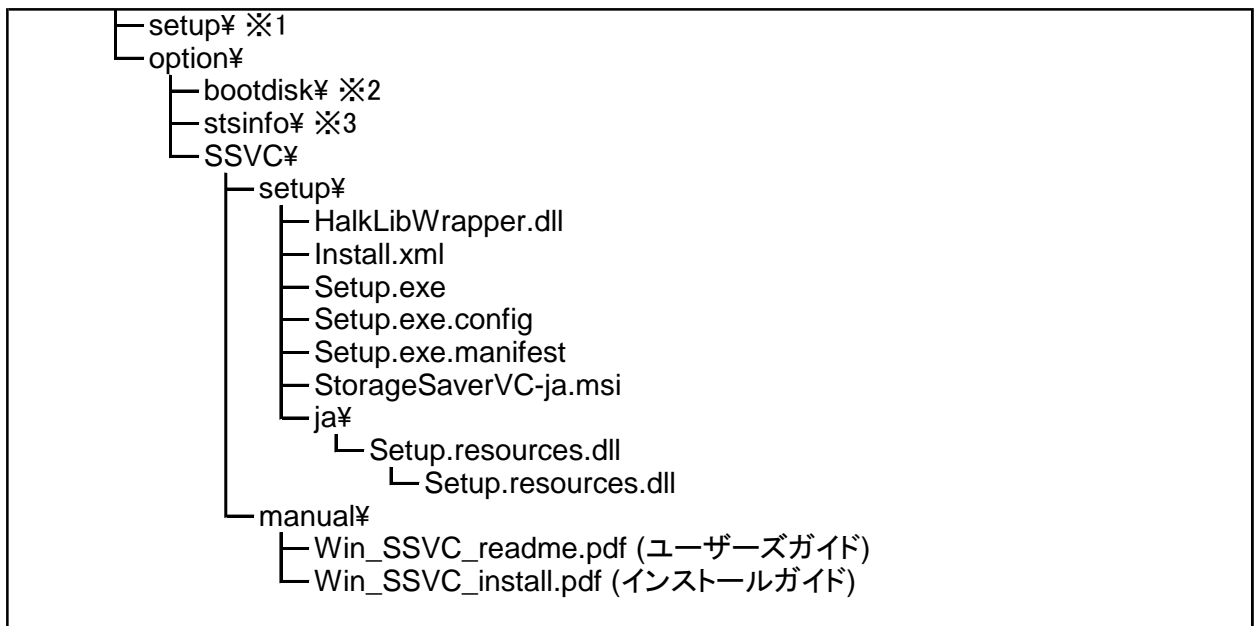 setup¥ ※1
option¥
bootdisk¥ ※2
stsinfo¥ ※3
SSVC¥
setup¥
HalkLibWrapper.dll
Install.xml
Setup.exe
Setup.exe.config
Setup.exe.manifest
StorageSaverVC-ja.msi
ja¥
Setup.resources.dll
Setup.resources.dll
manual¥
Win_SSVC_readme.pdf (ユーザーズガイド)
Win_SSVC_install.pdf (インストールガイド)